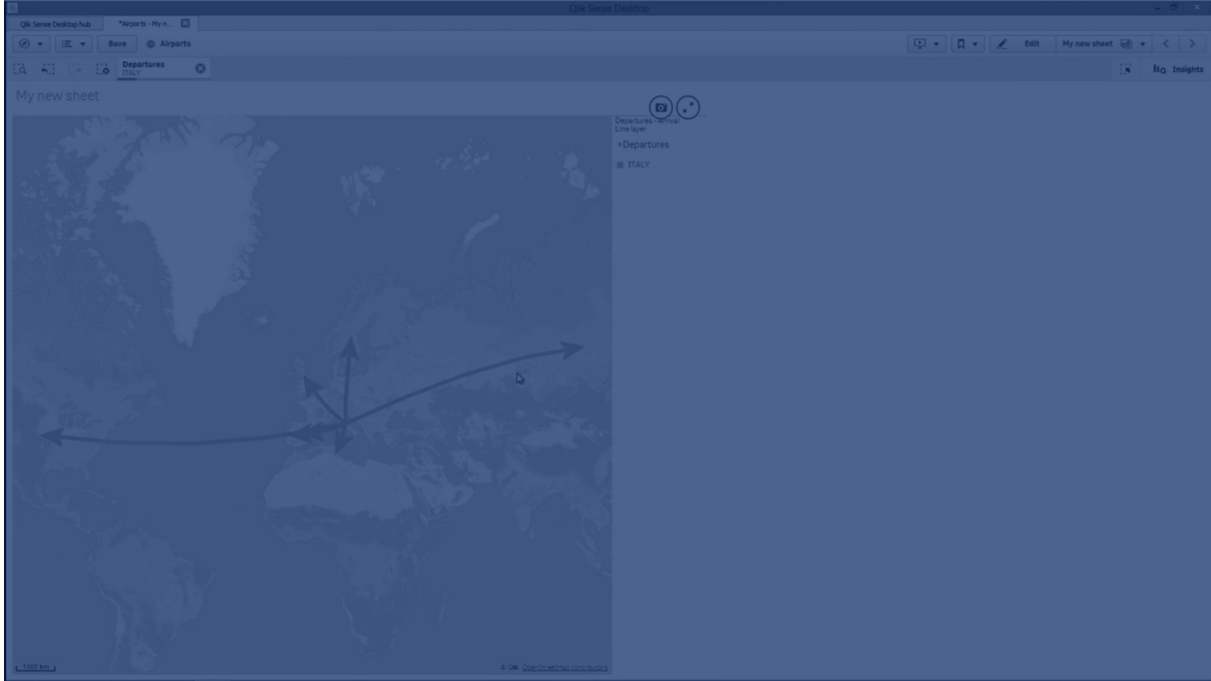 Qlik Sense Desktop
Qlik Sense Desktop hub
*Airports - My n...
Save
Airports
Edit
My new sheet
Departures
ITALY
Insights
My new sheet
Departures - Arrival
Line layer
Departures
ITALY
1000 km
© Qlik, OpenStreetMap contributors